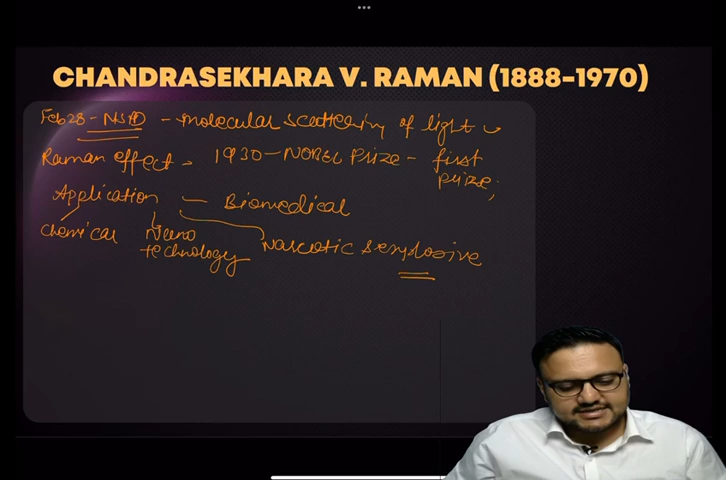 CHANDRASEKHARA V. RAMAN (1888-1970)
Feb 28 - NSD - molecular scattering of light
Raman effect - 1930 - NOBEL Prize - first
prize,
Application - Biomedical
Chemical Nano Narcotic & explosive
technology